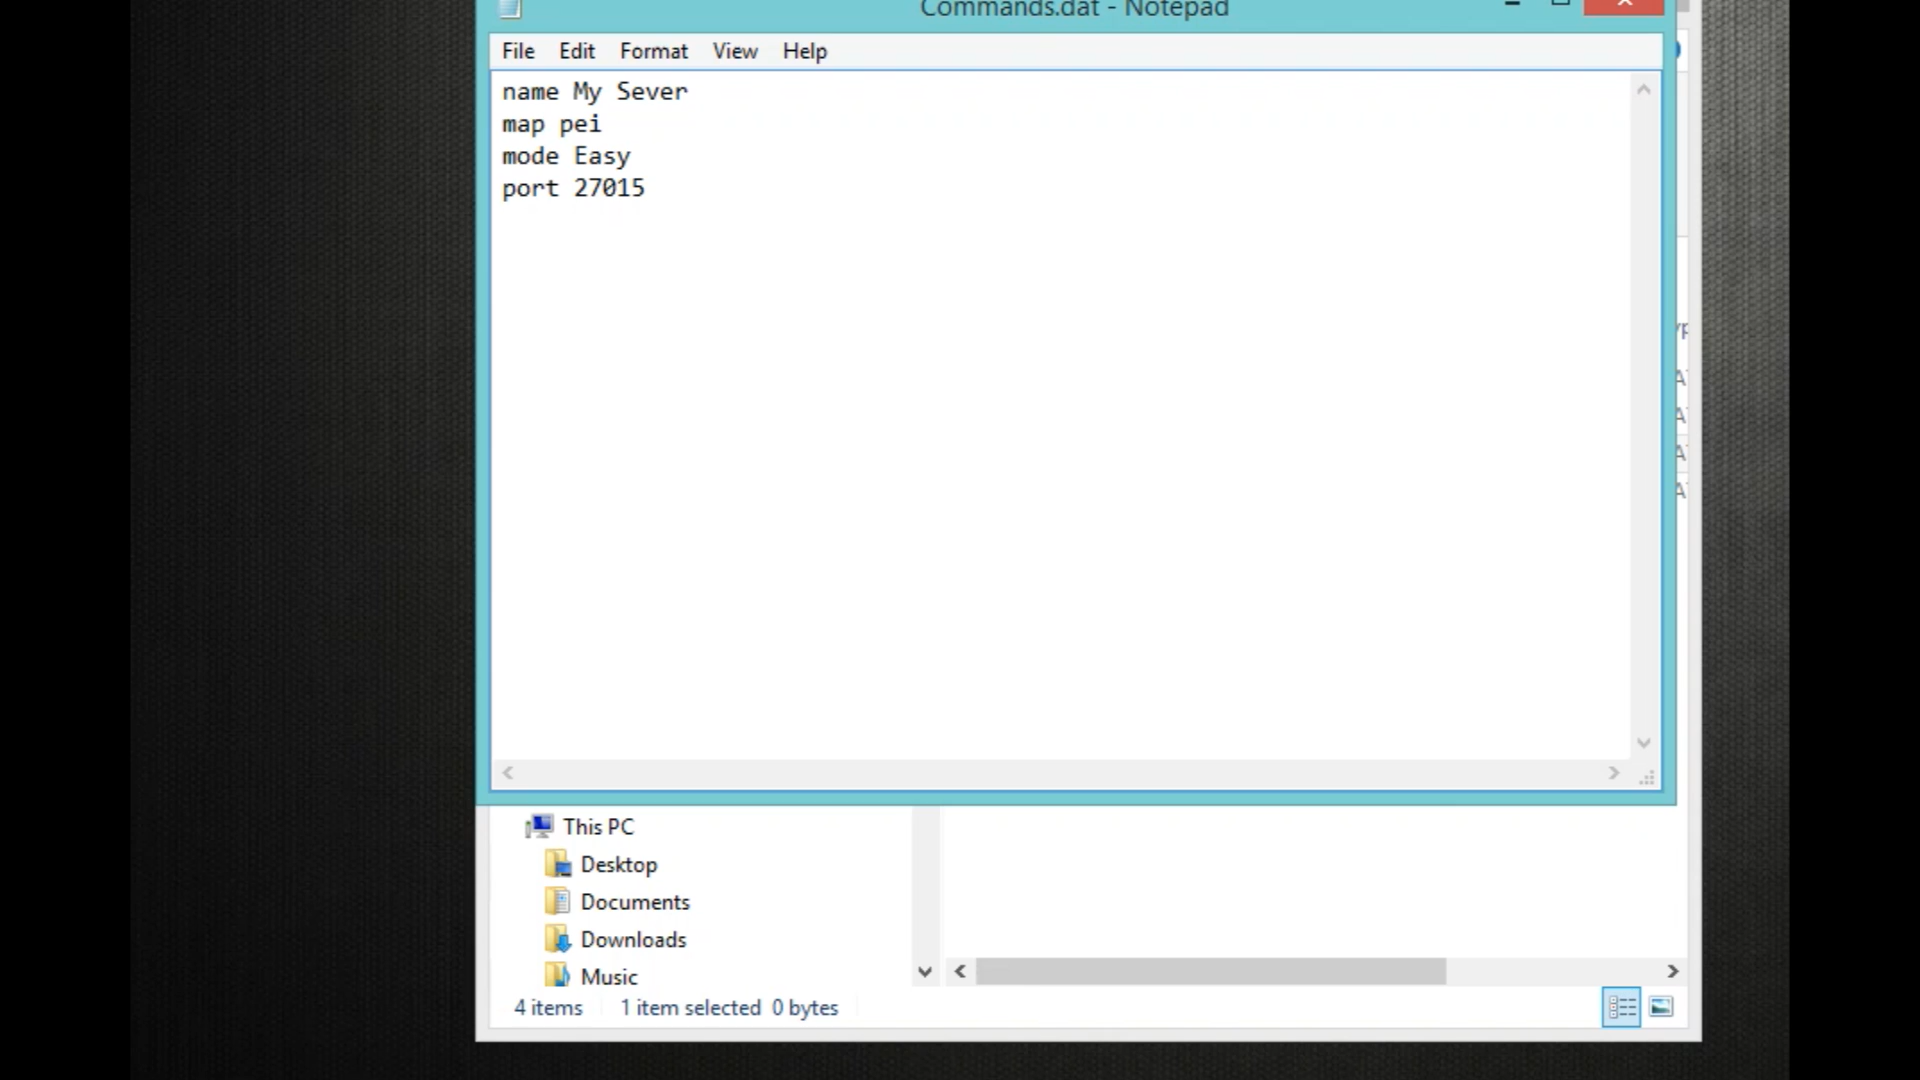 Commands.dat - Notepad
File Edit Format View Help
name My Sever
map pei
mode Easy
port 27015
This PC
Desktop
Documents
Downloads
Music
4 items 1 item selected 0 bytes